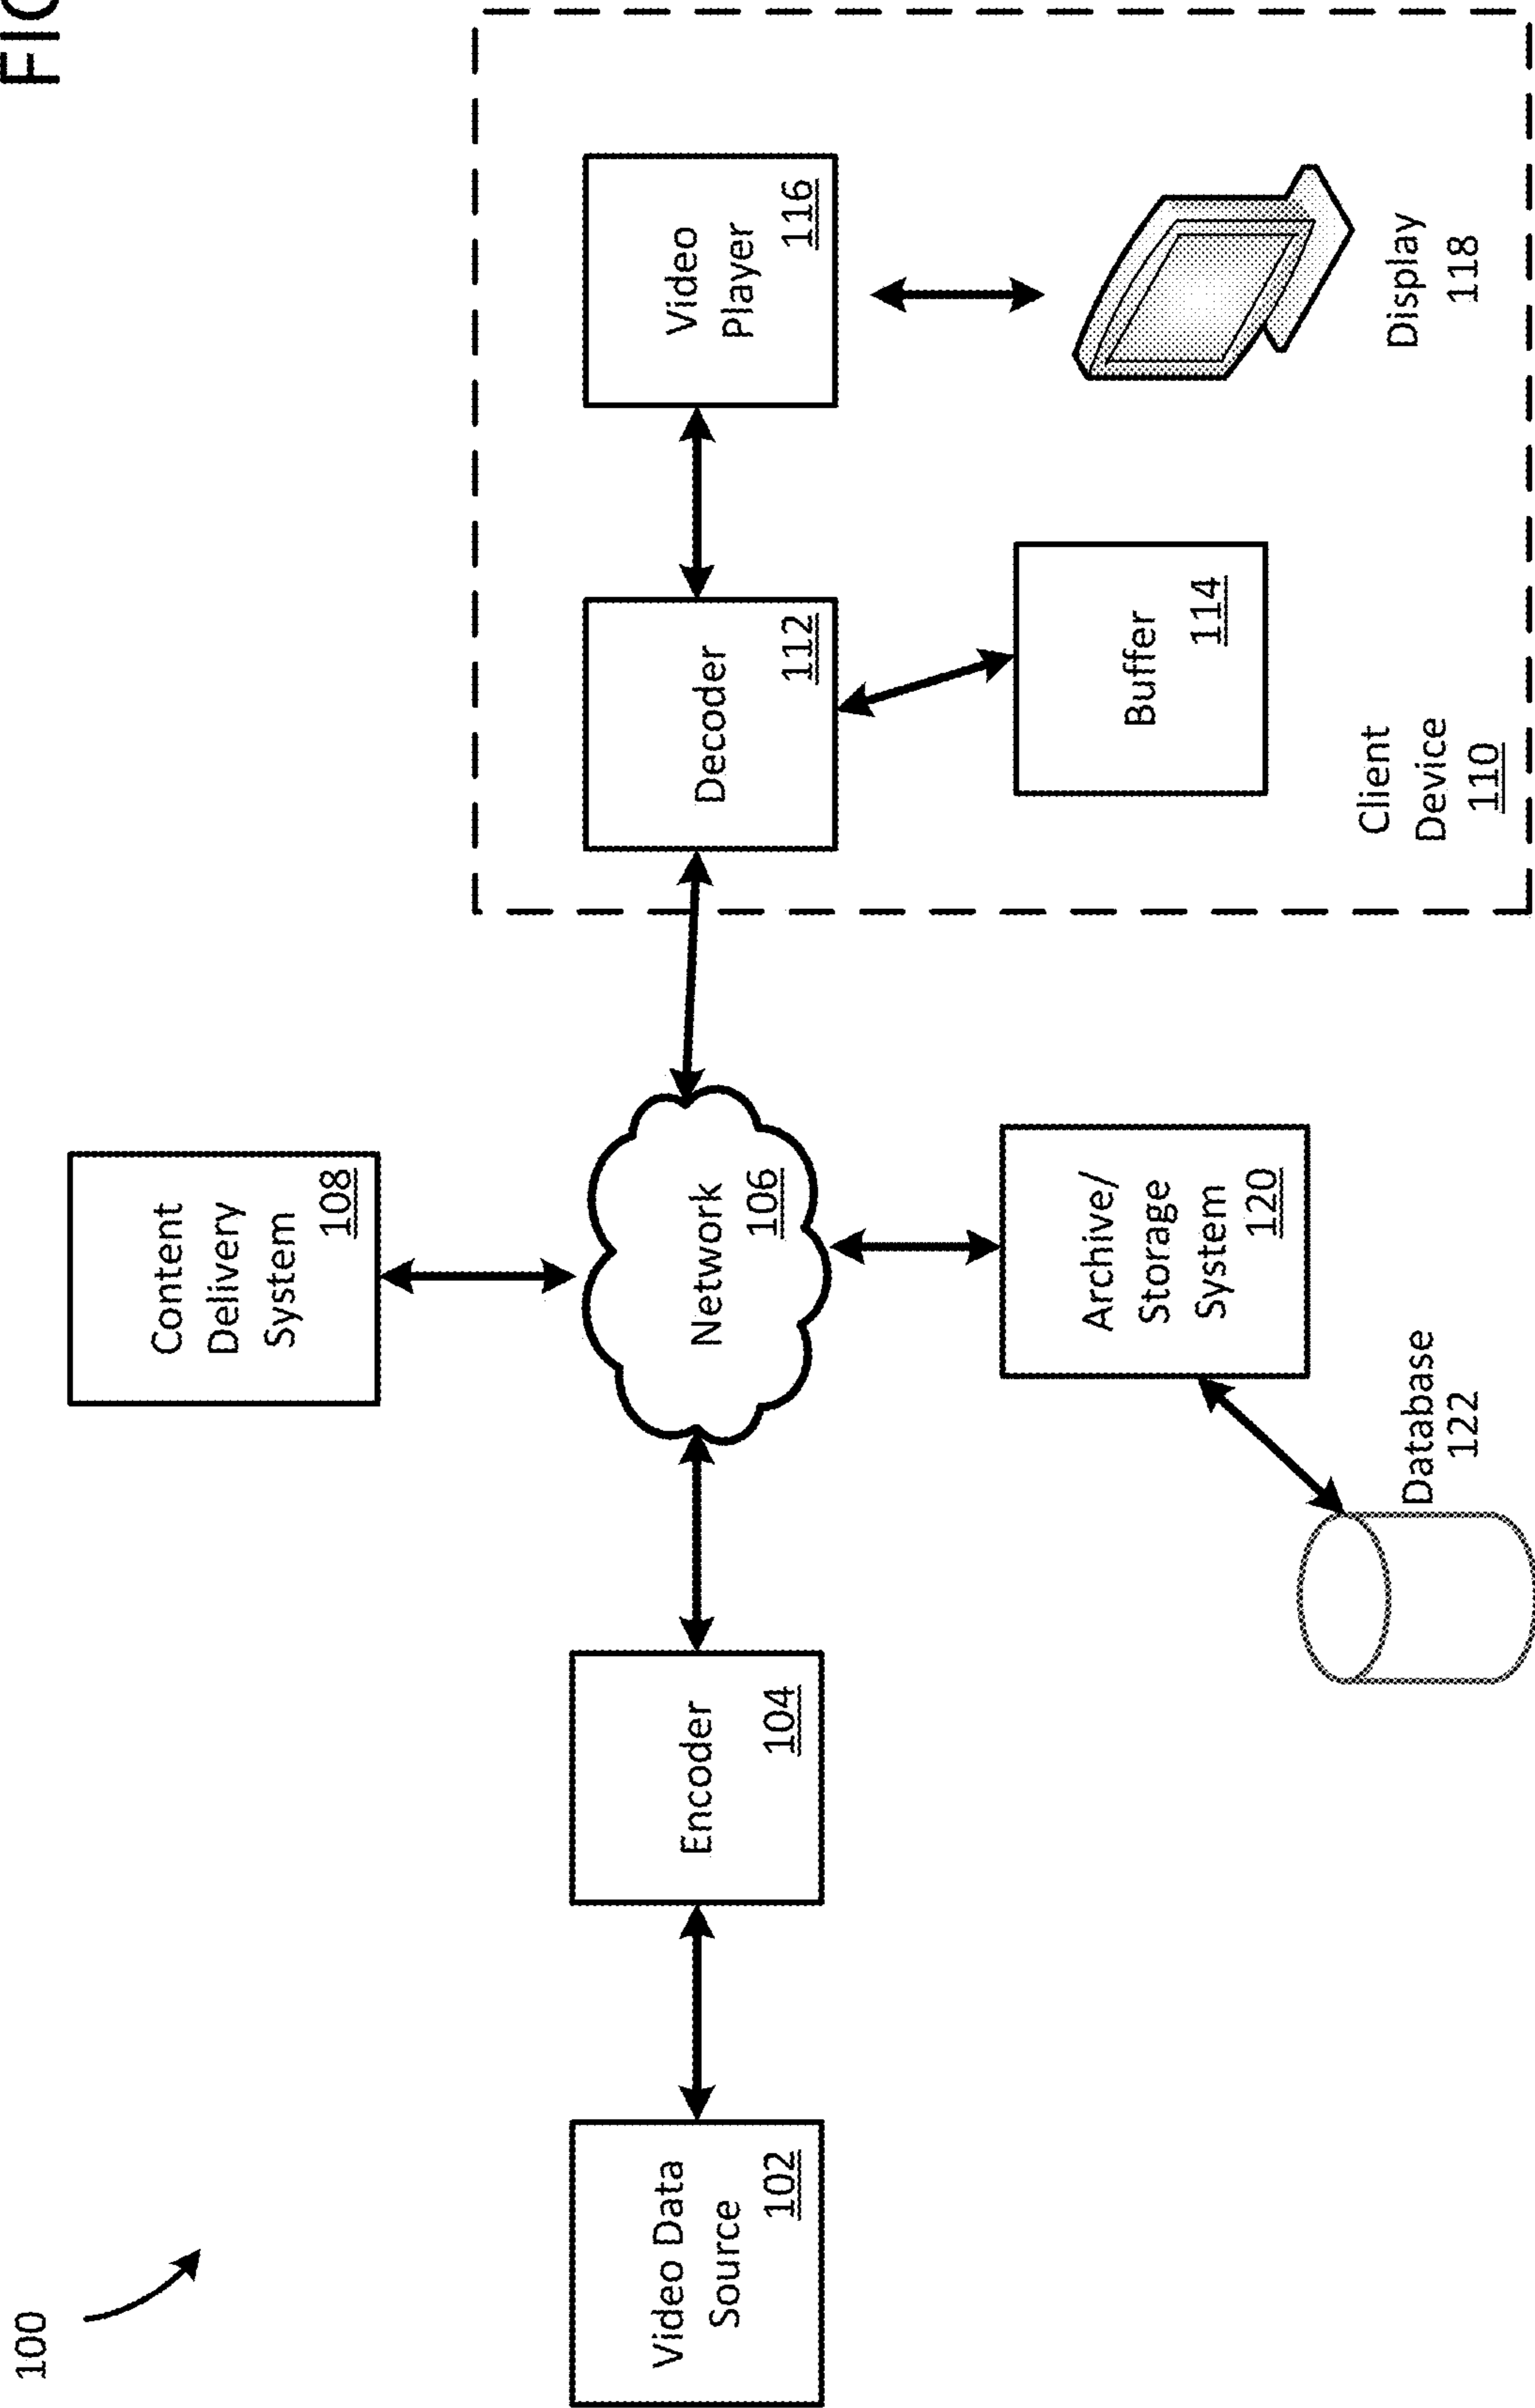 100
Video Data
Source
102
Encoder
104
Content
Delivery
System
108
Network
106
Archive/
Storage
System
120
Database
122
Decoder
112
Buffer
114
Client
Device
110
Video
Player
116
Display
118